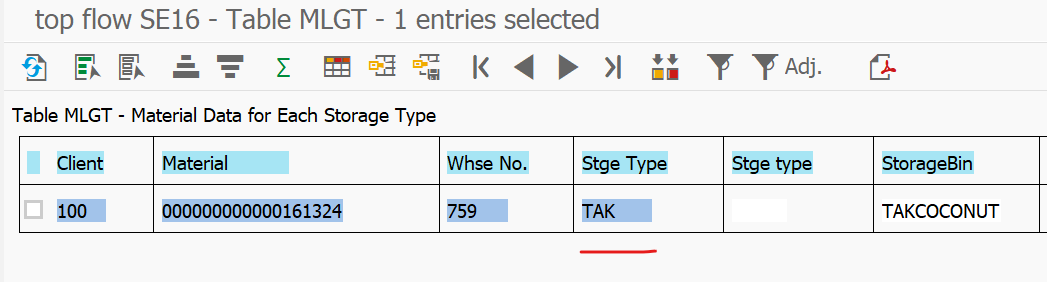 top flow SE16 - Table MLGT - 1 entries selected
Σ Adj.
Table MLGT - Material Data for Each Storage Type
Client Material Whse No. Stge Type Stge type StorageBin
100 000000000000161324 759 TAK TAKCOCONUT